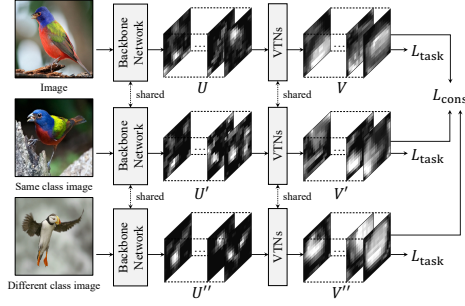 Backbone
Network
...
VTNs
...
L_task
Image
U
V
shared
shared
L_cons
Backbone
Network
...
VTNs
...
L_task
Same class image
U'
V'
shared
shared
Backbone
Network
...
VTNs
...
L_task
Different class image
U''
V''